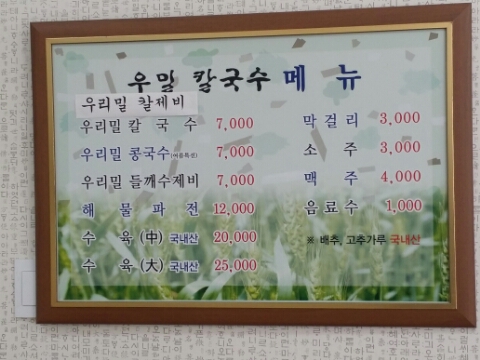 우밀 칼국수 메 뉴
우리밀 칼제비
우리밀 칼 국 수 7,000
우리밀 콩국수(여름특선) 7,000
우리밀 들깨수제비 7,000
해 물 파 전 12,000
수 육 (中) 국내산 20,000
수 육 (大) 국내산 25,000
막 걸 리 3,000
소 주 3,000
맥 주 4,000
음 료 수 1,000
※ 배추, 고추가루 국내산